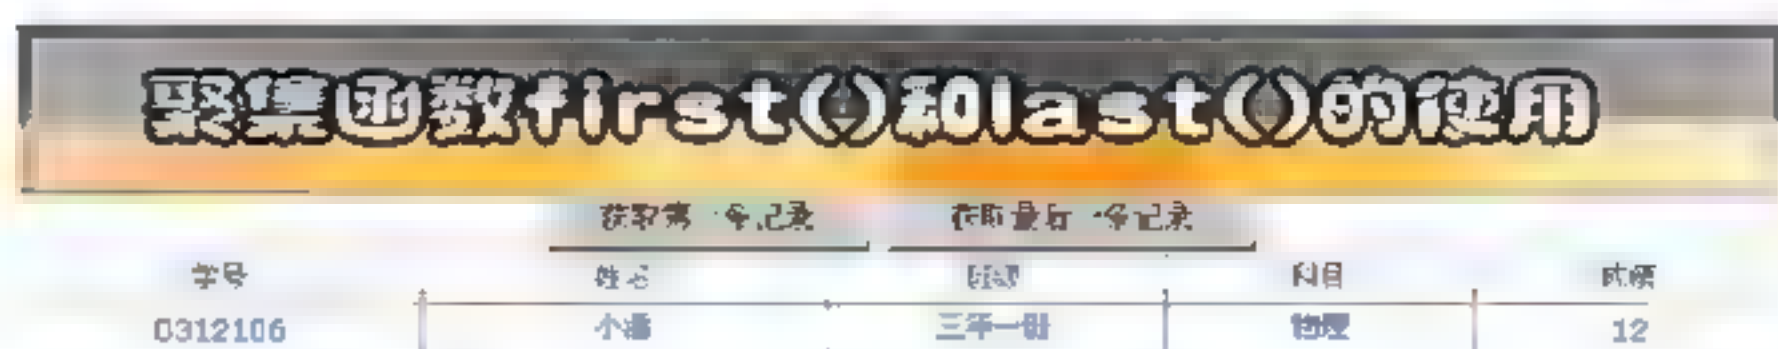 聚集函数first()和last()的使用
获取第一条记录 获取最后一条记录
学号 姓名 班级 科目 成绩
0312106 小潘 三年一班 物理 12